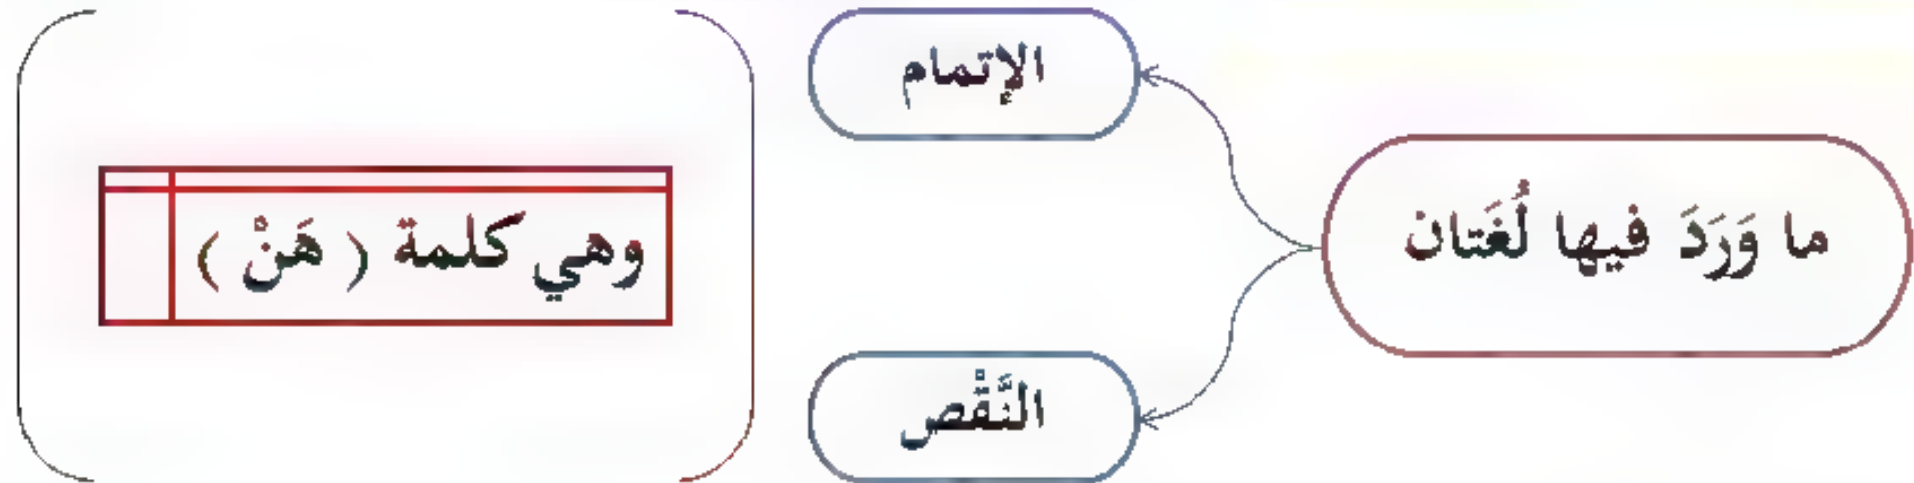 ما وَرَدَ فيها لُغَتان
الإتمام
النَّقْص
وهي كلمة ( هَنْ )